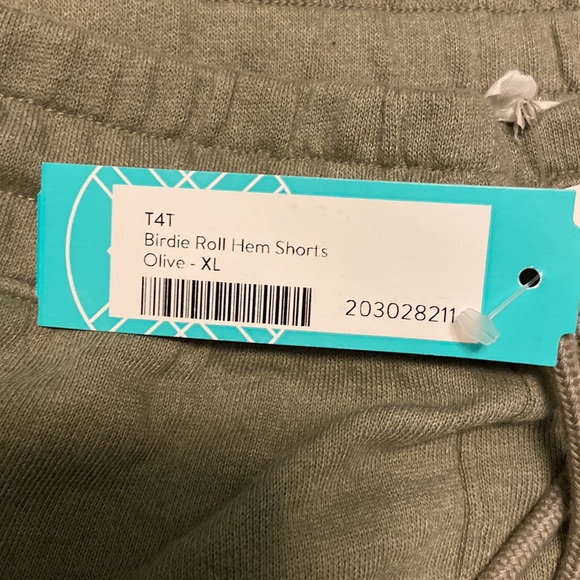 T4T
Birdie Roll Hem Shorts
Olive - XL
203028211